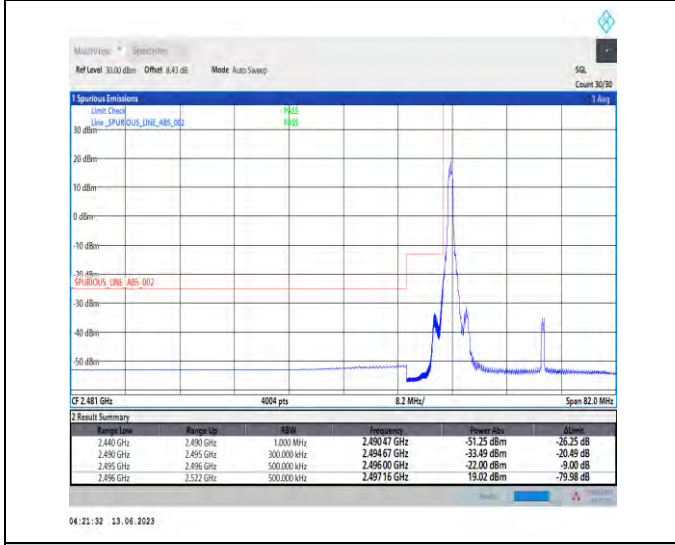 MultiView Spectrum
Ref Level 30.00 dBm Offset 8.43 dB Mode Auto Sweep SGL
Count 30/30
1 Spurious Emissions 1 Avg
Limit Check PASS
Line _SPURIOUS_LINE_ABS_002 PASS
30 dBm
20 dBm
10 dBm
0 dBm
-10 dBm
-20 dBm
SPURIOUS_LINE_ABS_002
-30 dBm
-40 dBm
-50 dBm
CF 2.481 GHz 4004 pts 8.2 MHz/ Span 82.0 MHz
2 Result Summary
Range Low Range Up RBW Frequency Power Abs ΔLimit
2.440 GHz 2.490 GHz 1.000 MHz 2.49047 GHz -51.25 dBm -26.25 dB
2.490 GHz 2.495 GHz 300.000 kHz 2.49467 GHz -33.49 dBm -20.49 dB
2.495 GHz 2.496 GHz 500.000 kHz 2.49600 GHz -22.00 dBm -9.00 dB
2.496 GHz 2.522 GHz 500.000 kHz 2.49716 GHz 19.02 dBm -79.98 dB
04:21:32 13.06.2023